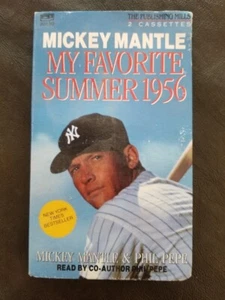 THE PUBLISHING MILLS
2 CASSETTES
MICKEY MANTLE
MY FAVORITE
SUMMER 1956
NEW YORK
TIMES
BESTSELLER
MICKEY MANTLE & PHIL PEPE
READ BY CO-AUTHOR PHIL PEPE